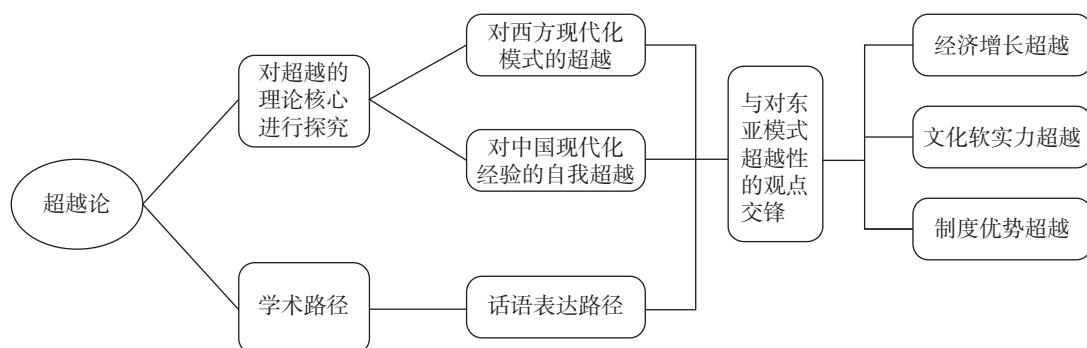 超越论
对超越的
理论核心
进行探究
学术路径
对西方现代化
模式的超越
对中国现代化
经验的自我超越
话语表达路径
与对东
亚模式
超越性
的观点
交锋
经济增长超越
文化软实力超越
制度优势超越